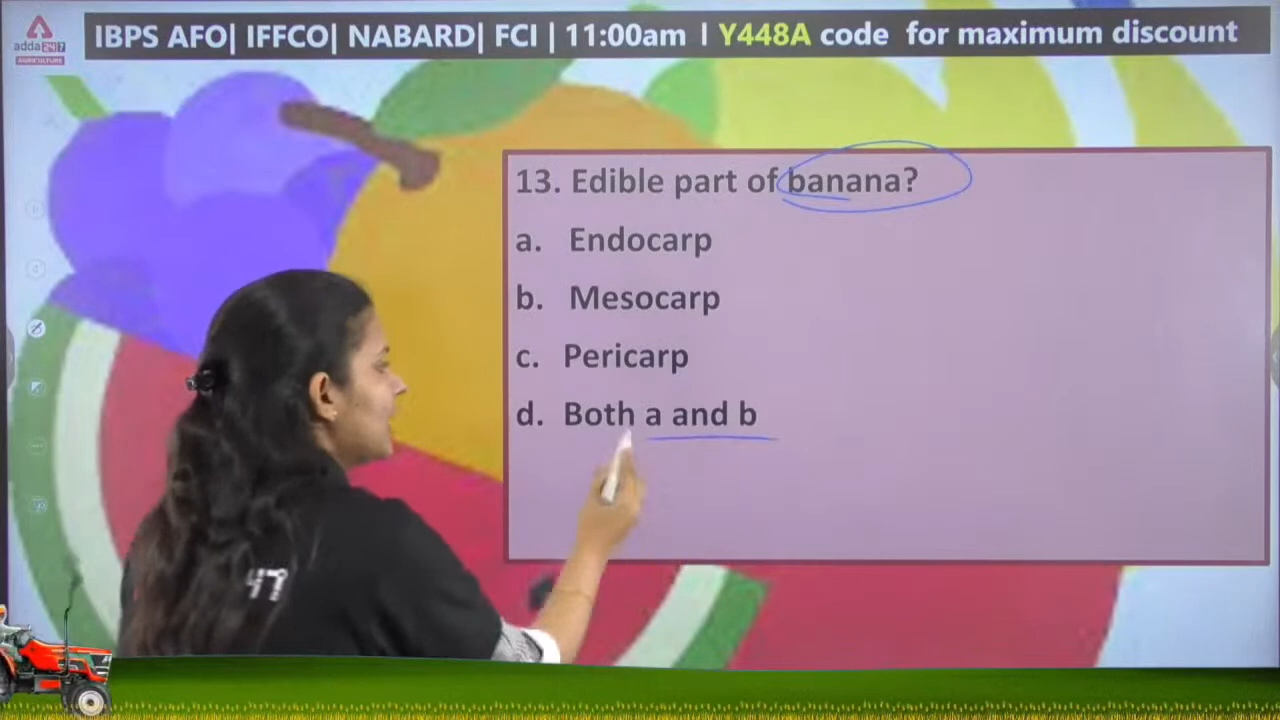 IBPS AFO| IFFCO| NABARD| FCI | 11:00am I Y448A code for maximum discount
adda247
AGRICULTURE
13. Edible part of banana?
a. Endocarp
b. Mesocarp
c. Pericarp
d. Both a and b